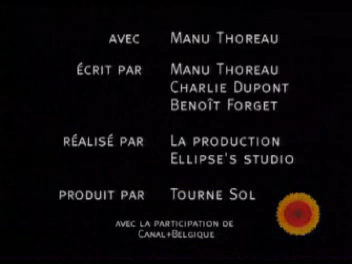 AVEC MANU THOREAU
ÉCRIT PAR MANU THOREAU
CHARLIE DUPONT
BENOÎT FORGET
RÉALISÉ PAR LA PRODUCTION
ELLIPSE'S STUDIO
PRODUIT PAR TOURNE SOL
AVEC LA PARTICIPATION DE
CANAL+BELGIQUE